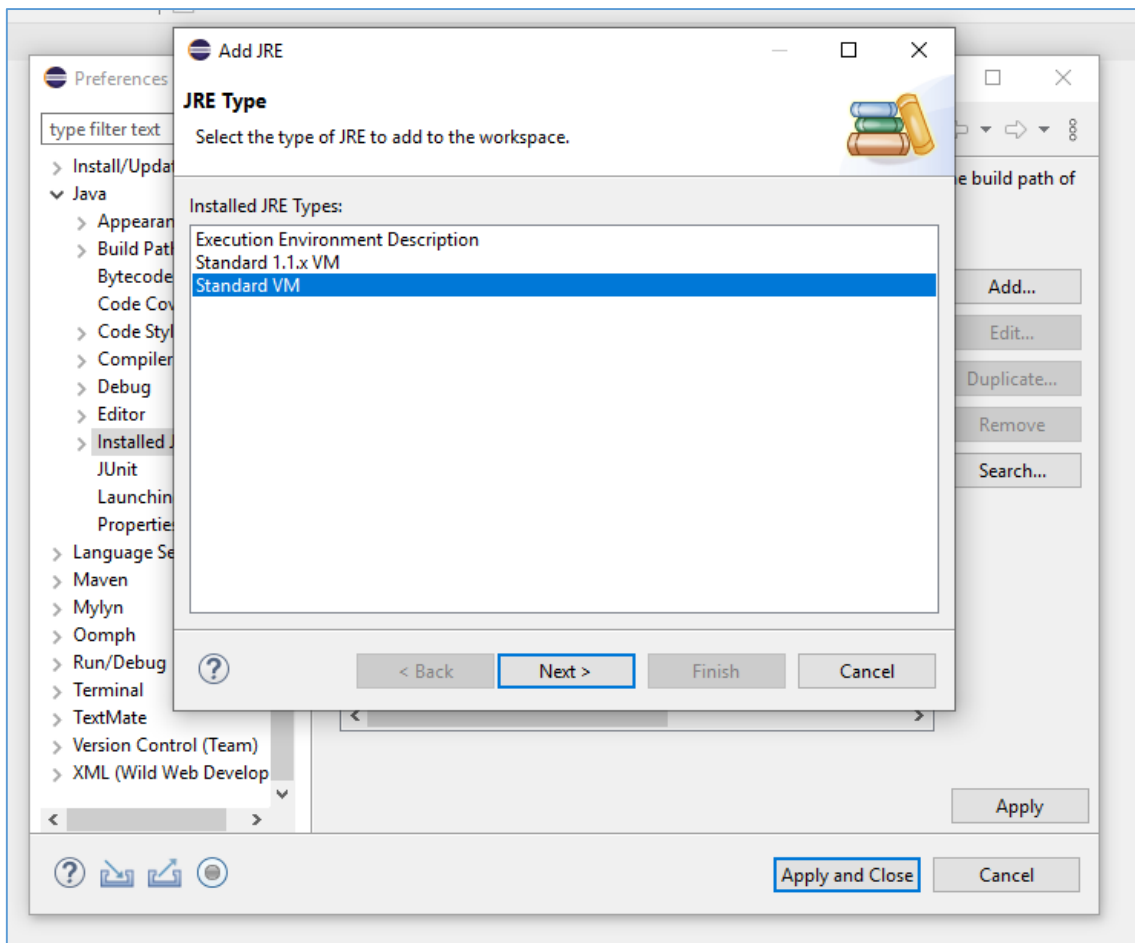 Add JRE
Preferences
JRE Type
Select the type of JRE to add to the workspace.
type filter text
Install/Updat
Java
Appearan
Build Path
Bytecode
Code Cov
Code Styl
Compiler
Debug
Editor
Installed J
JUnit
Launchin
Properties
Language Se
Maven
Mylyn
Oomph
Run/Debug
Terminal
TextMate
Version Control (Team)
XML (Wild Web Develop
Installed JRE Types:
Execution Environment Description
Standard 1.1.x VM
Standard VM
< Back
Next >
Finish
Cancel
e build path of
Add...
Edit...
Duplicate...
Remove
Search...
Apply
Apply and Close
Cancel